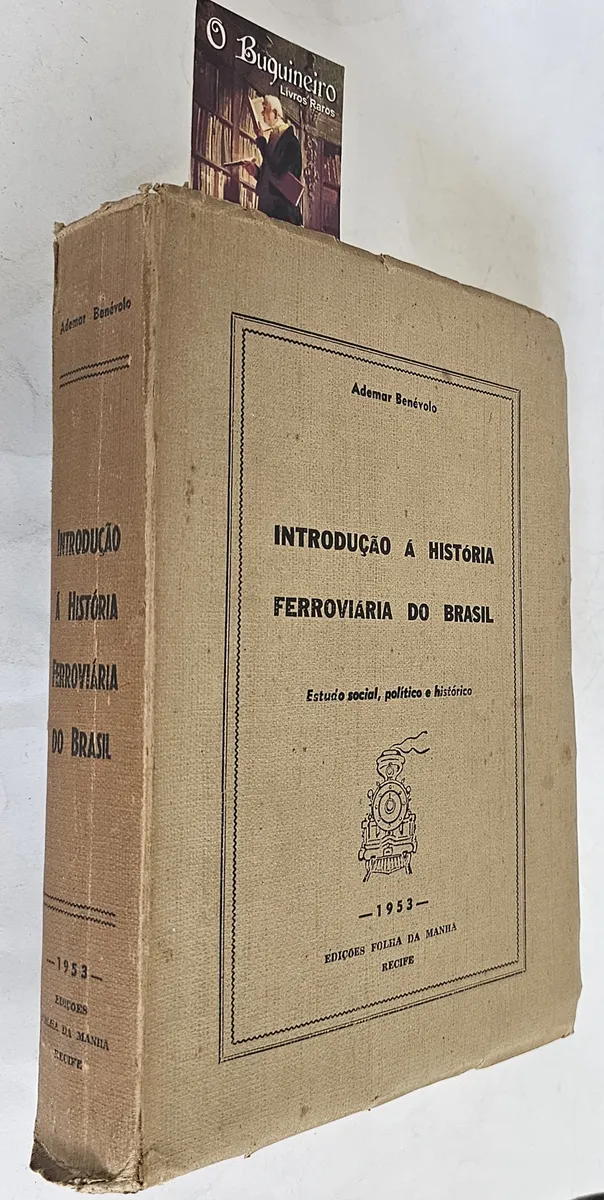 O Buquineiro
Livros Raros
Ademar Benévolo
INTRODUÇÃO
Á HISTÓRIA
FERROVIÁRIA
DO BRASIL
—1953—
EDIÇÕES
FOLHA DA MANHA
RECIFE
Ademar Benévolo
INTRODUÇÃO Á HISTÓRIA
FERROVIÁRIA DO BRASIL
Estudo social, político e histórico
—1953—
EDIÇÕES FOLHA DA MANHA
RECIFE